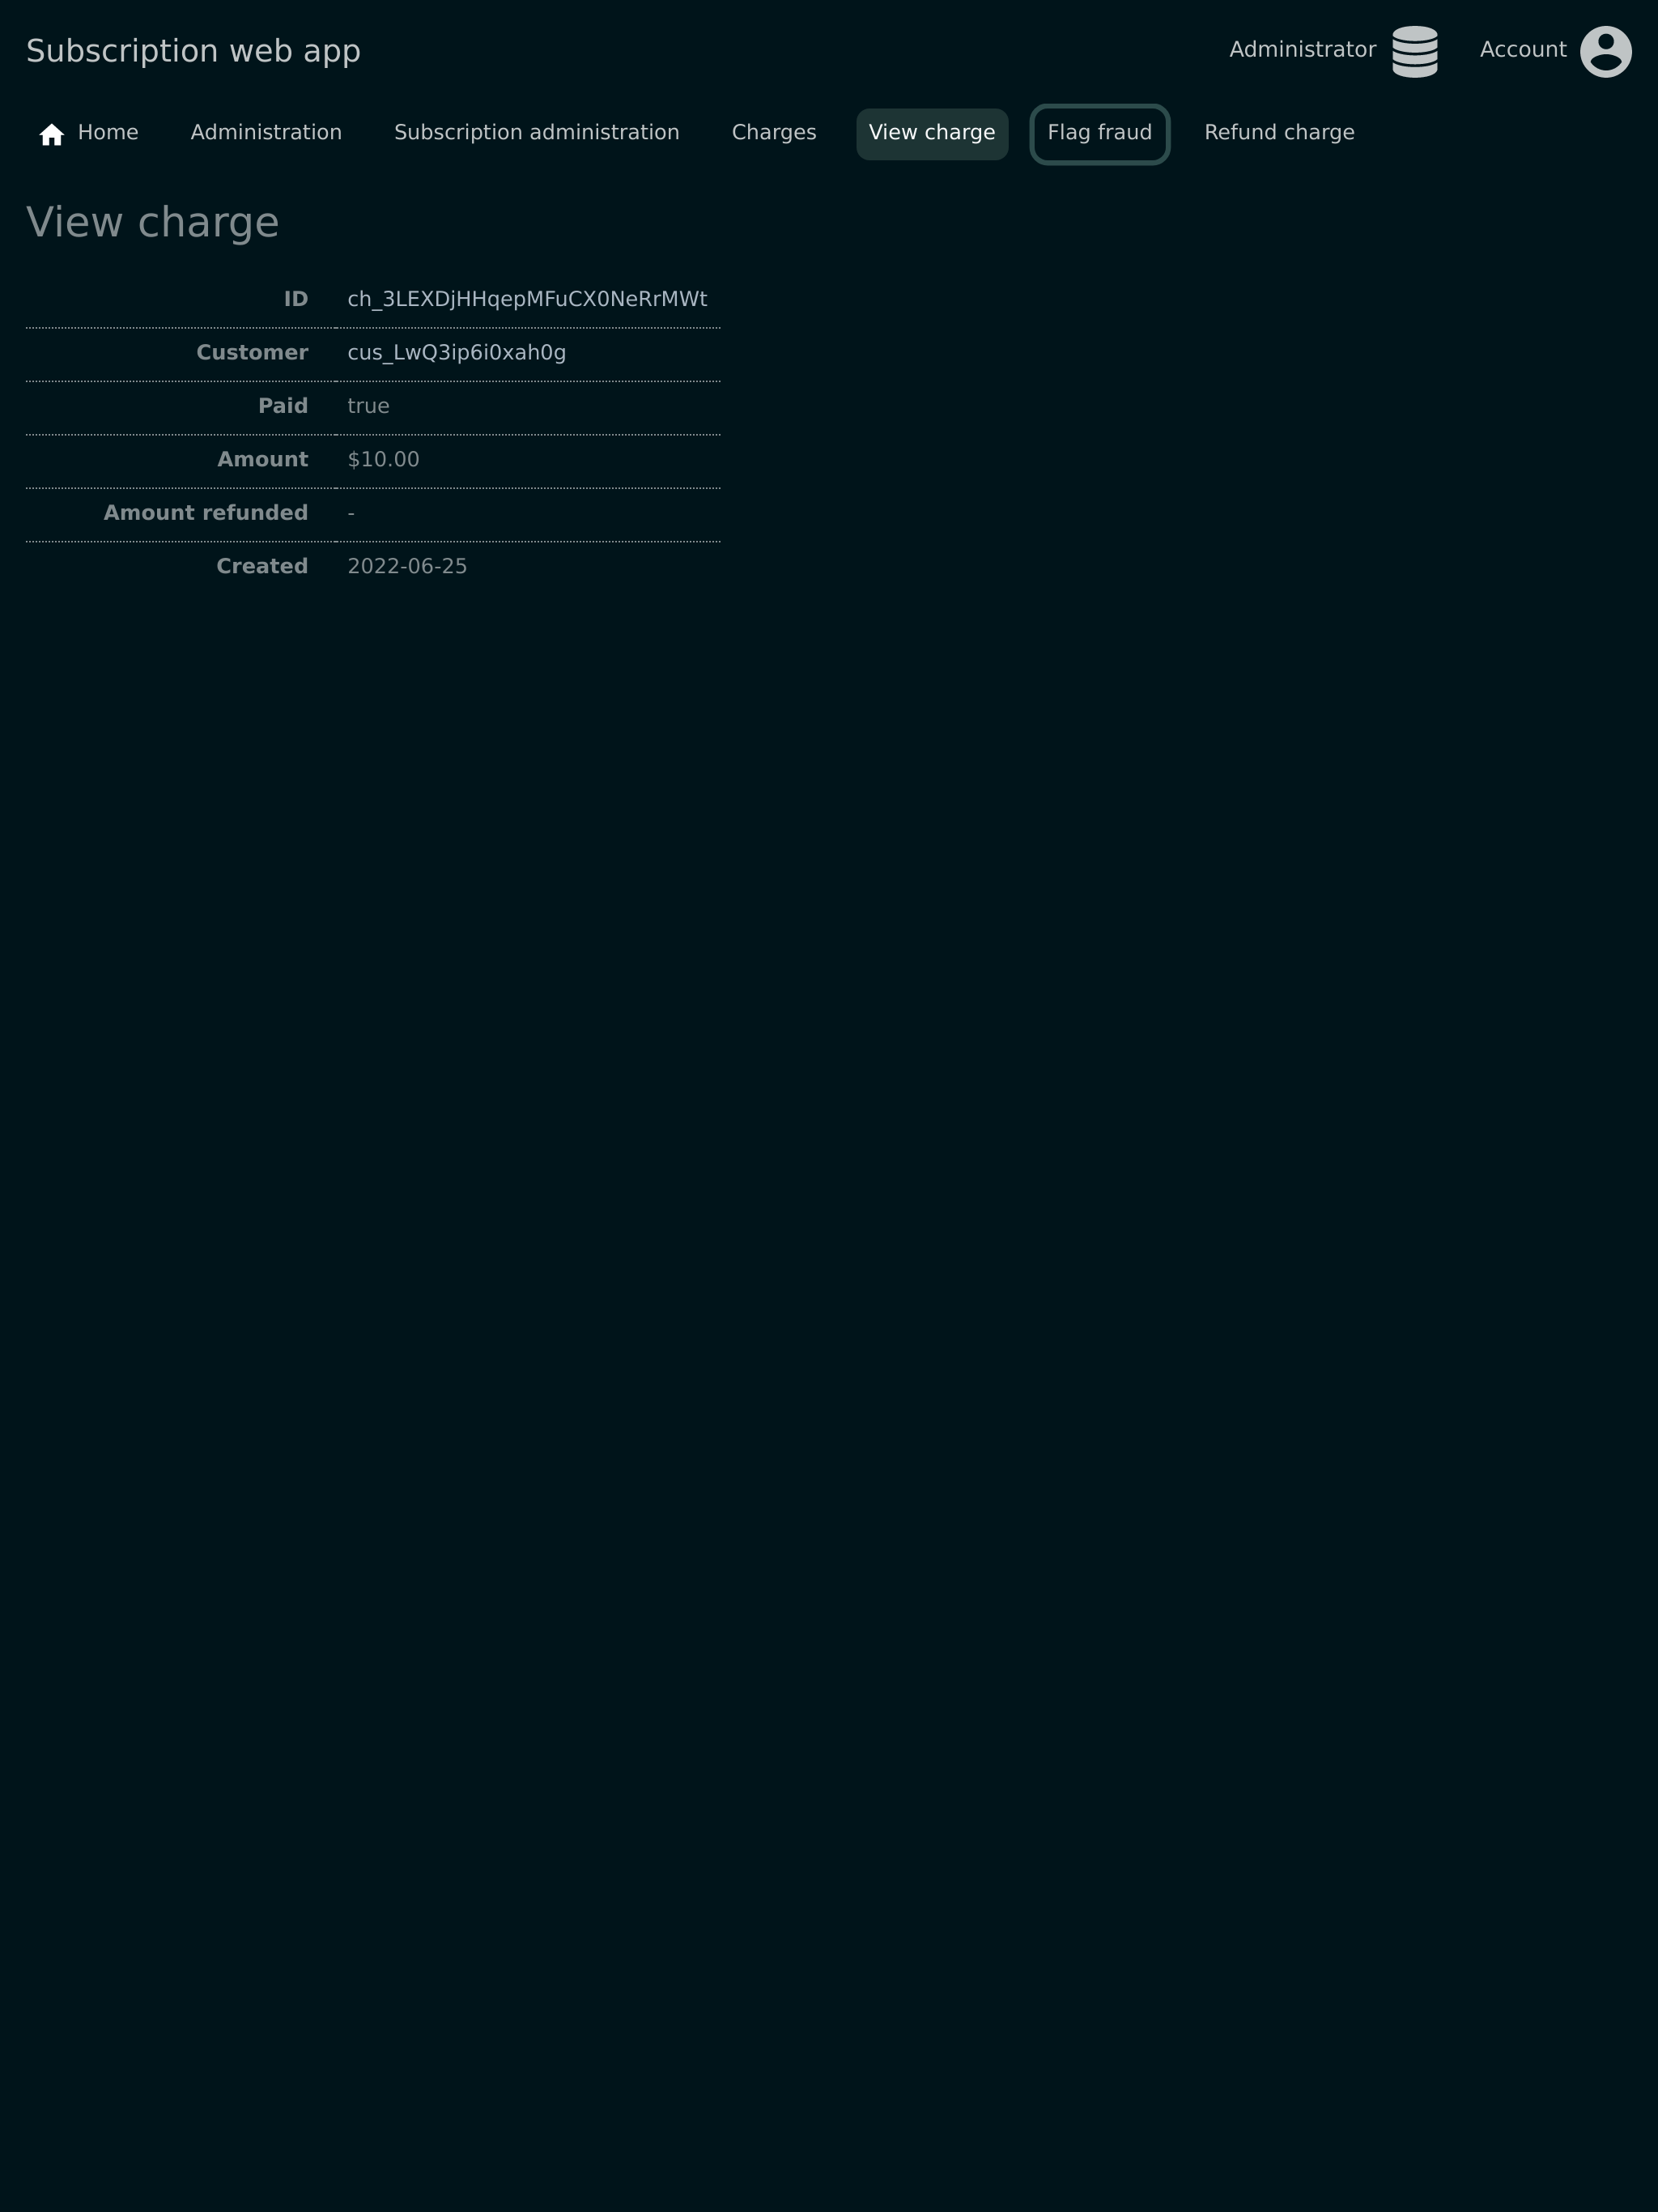 Subscription web app
Administrator
Account
Home
Administration
Subscription administration
Charges
View charge
Flag fraud
Refund charge
View charge
ID ch_3LEXDjHHqepMFuCX0NeRrMWt
Customer cus_LwQ3ip6i0xah0g
Paid true
Amount $10.00
Amount refunded -
Created 2022-06-25